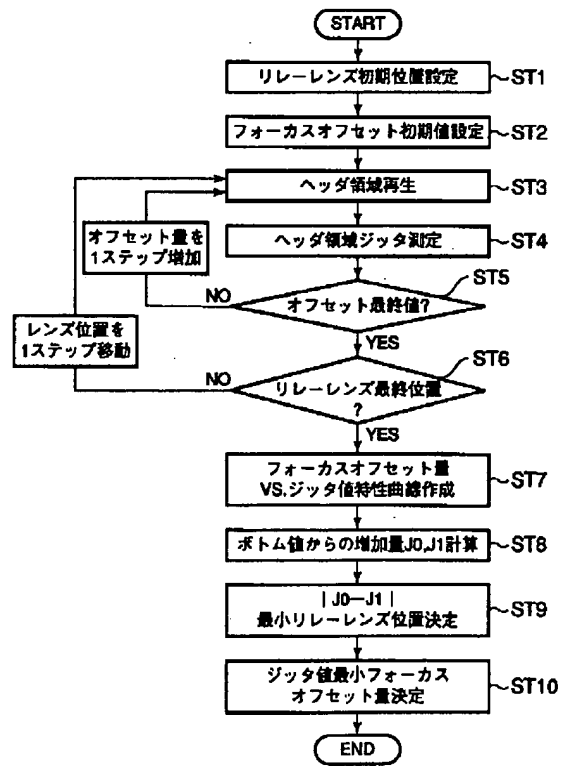 START
リレーレンズ初期位置設定
ST1
フォーカスオフセット初期値設定
ST2
ヘッダ領域再生
ST3
オフセット量を
1ステップ増加
ヘッダ領域ジッタ測定
ST4
ST5
オフセット最終値?
NO
YES
レンズ位置を
1ステップ移動
ST6
リレーレンズ最終位置
?
NO
YES
フォーカスオフセット量
VS.ジッタ値特性曲線作成
ST7
ボトム値からの増加量J0,J1計算
ST8
|J0−J1|
最小リレーレンズ位置決定
ST9
ジッタ値最小フォーカス
オフセット量決定
ST10
END